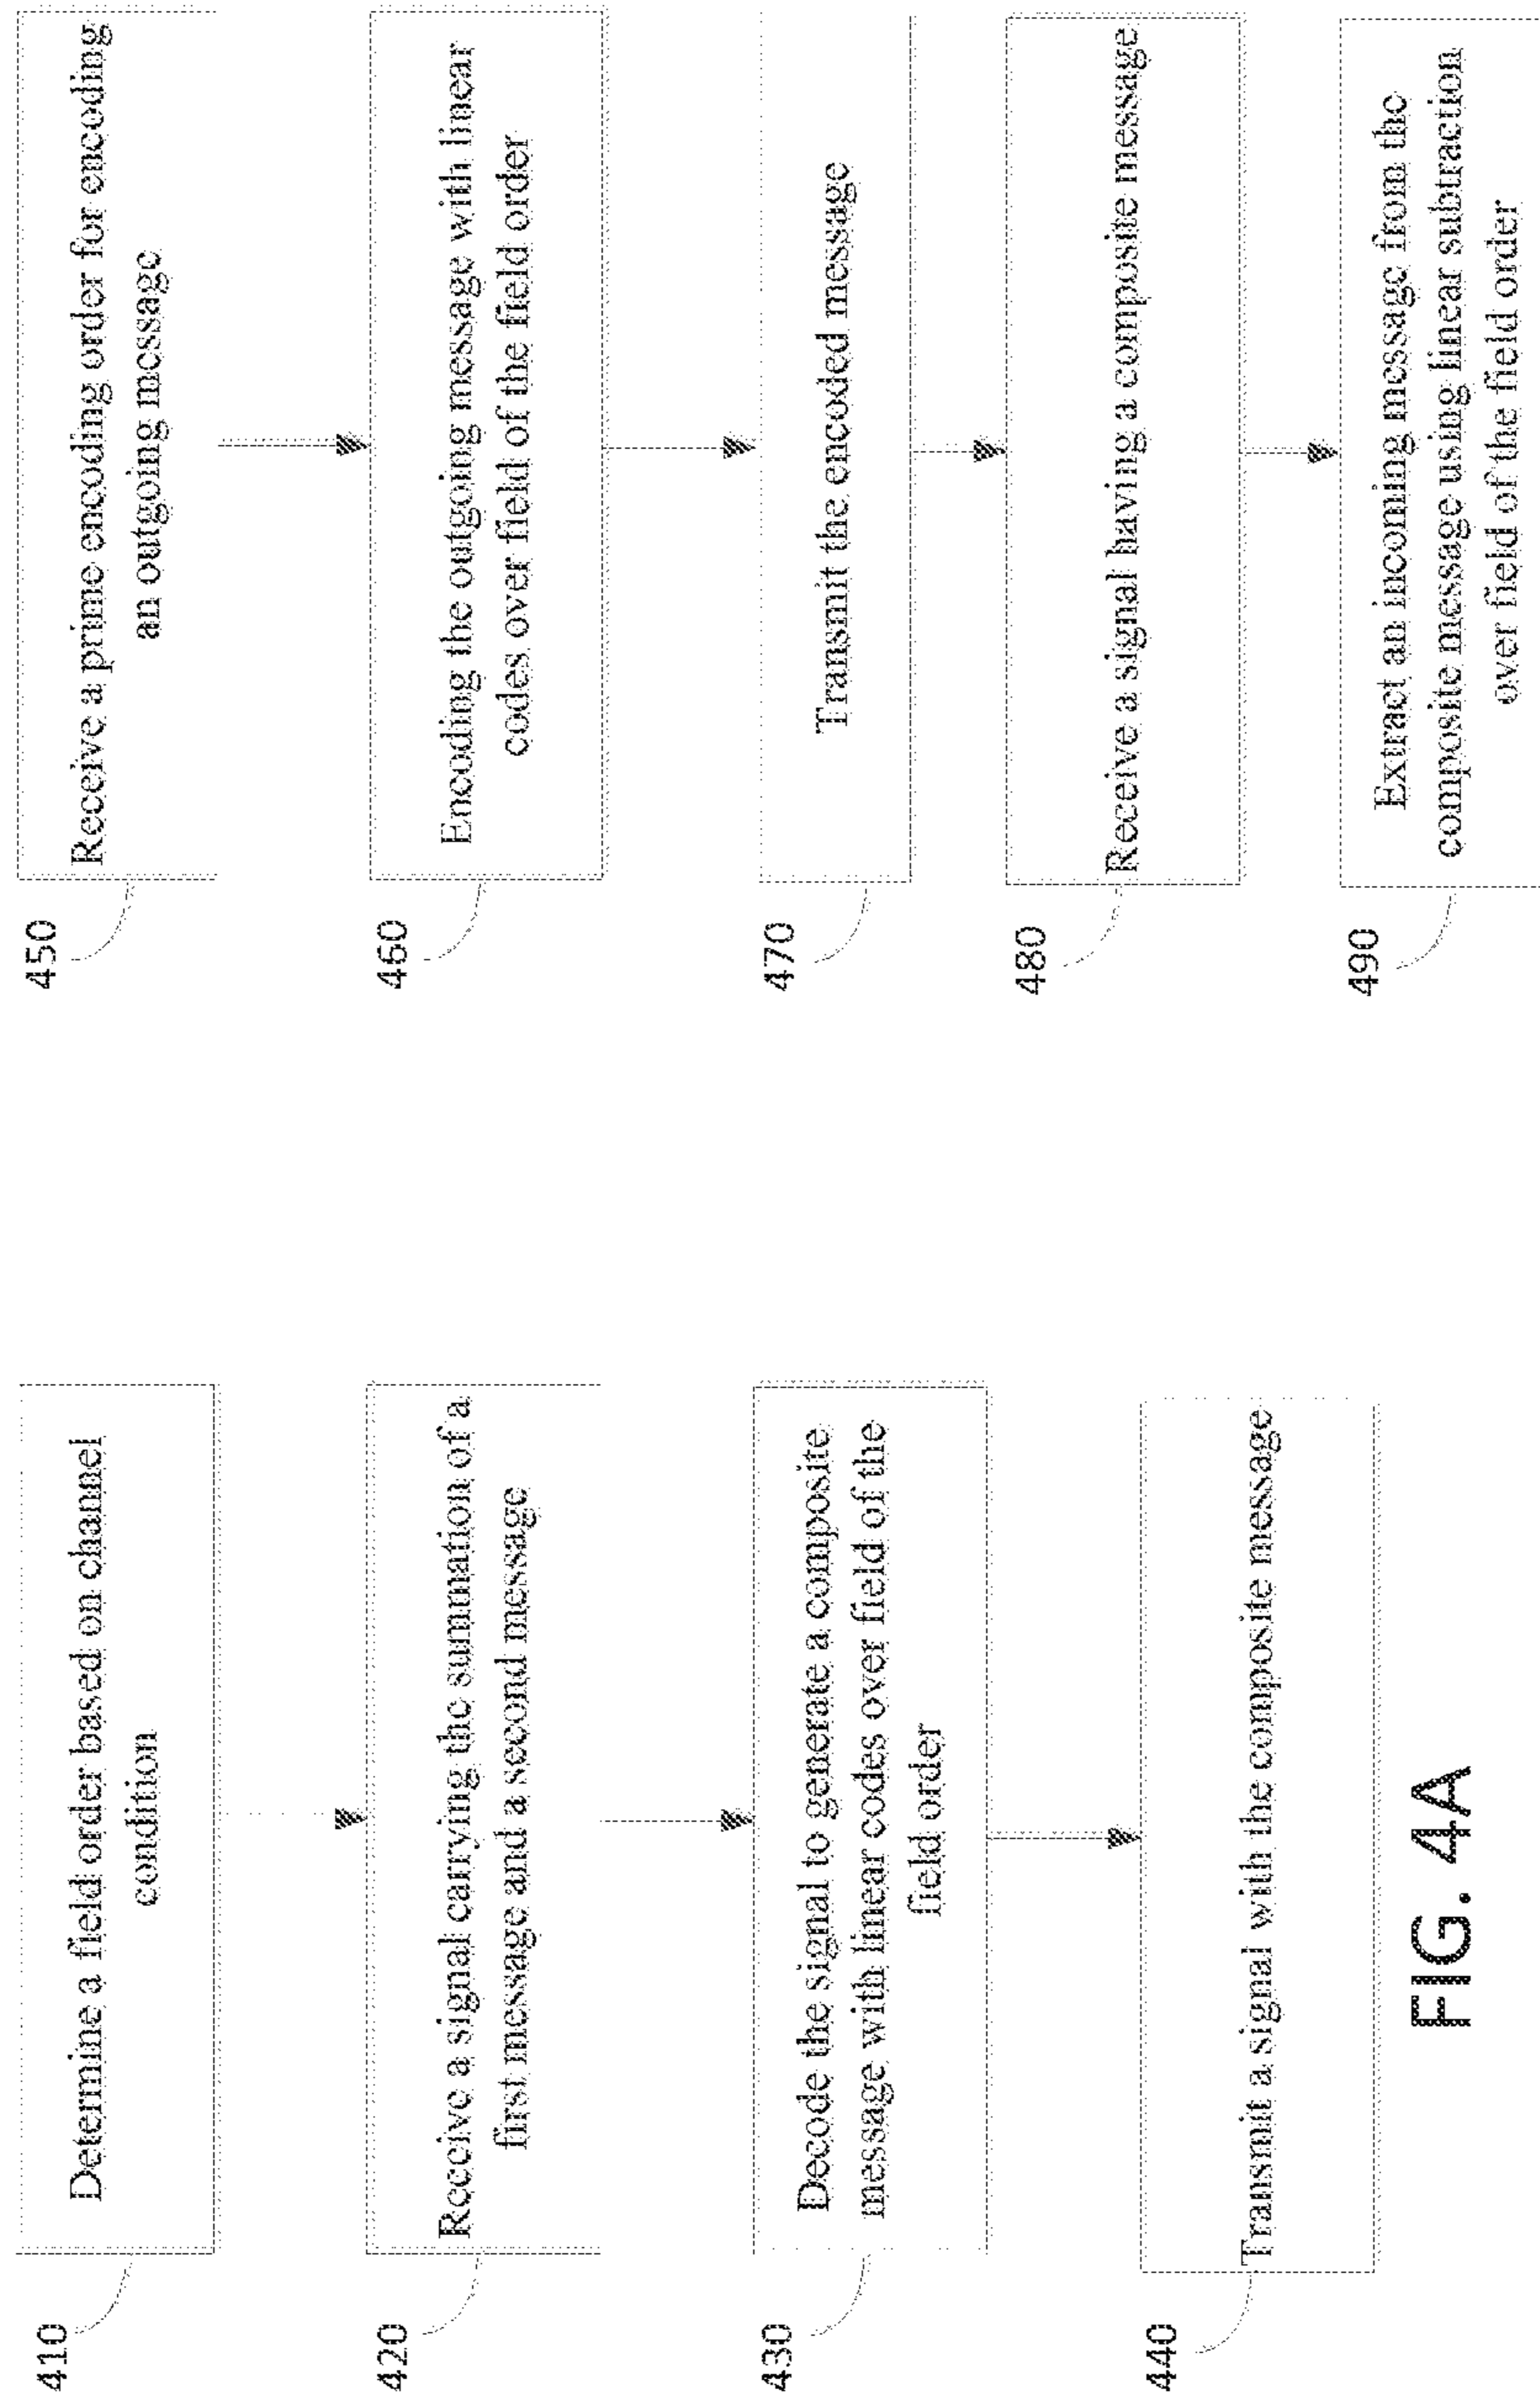 410
Determine a field order based on channel
condition
420
Receive a signal carrying the summation of a
first message and a second message
430
Decode the signal to generate a composite
message with linear codes over field of the
field order
440
Transmit a signal with the composite message
FIG. 4A
450
Receive a prime encoding order for encoding
an outgoing message
460
Encoding the outgoing message with linear
codes over field of the field order
470
Transmit the encoded message
480
Receive a signal having a composite message
490
Extract an incoming message from the
composite message using linear subtraction
over field of the field order